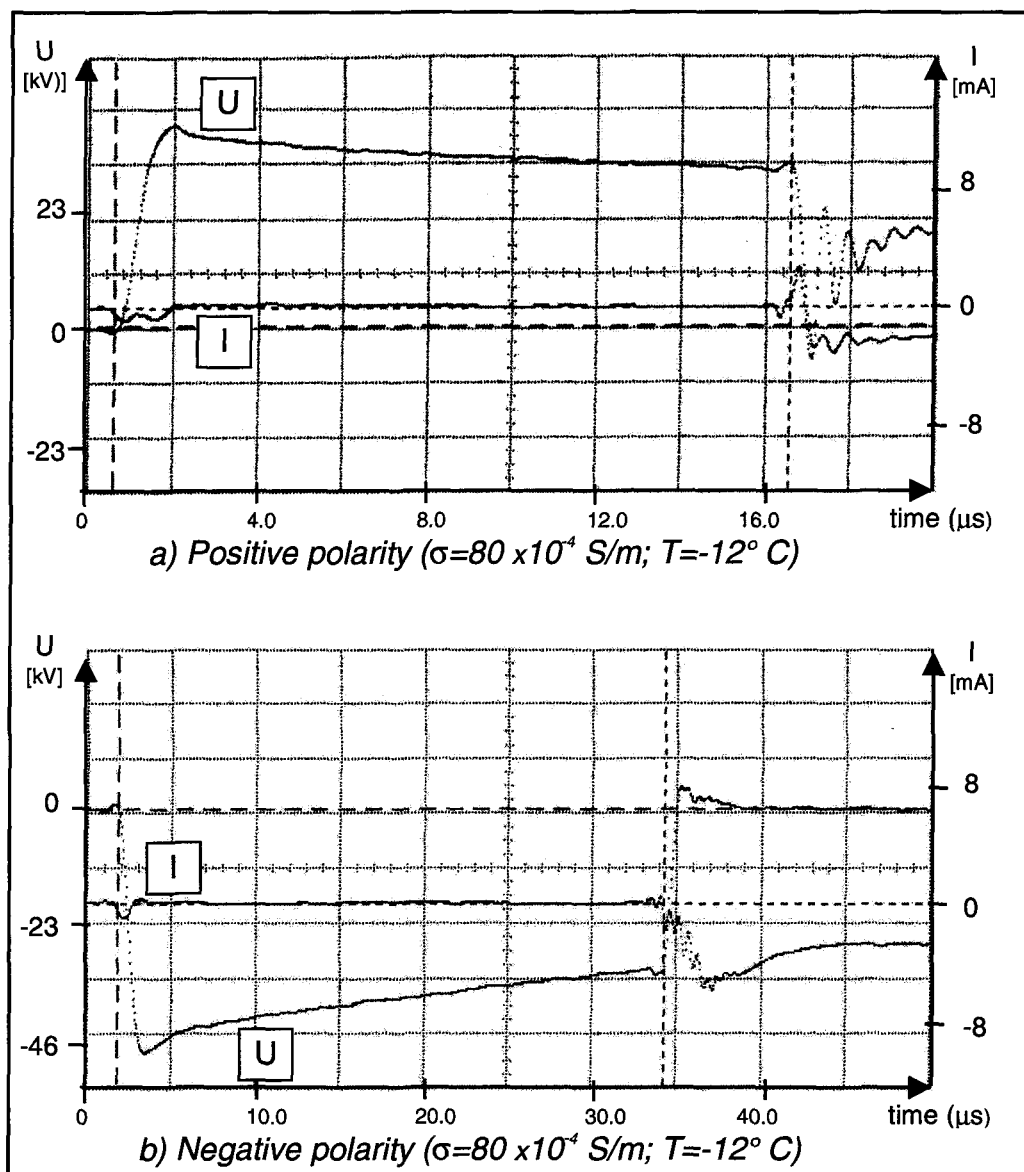 U
[kV)]
I
[mA]
U
8
23
0
I
0
-8
-23
0 4.0 8.0 12.0 16.0 time (μs)
a) Positive polarity (σ=80 x10⁻⁴ S/m; T=-12° C)
U
[kV]
I
[mA]
0
8
I
-23
0
-46
U
-8
0 10.0 20.0 30.0 40.0 time (μs)
b) Negative polarity (σ=80 x10⁻⁴ S/m; T=-12° C)